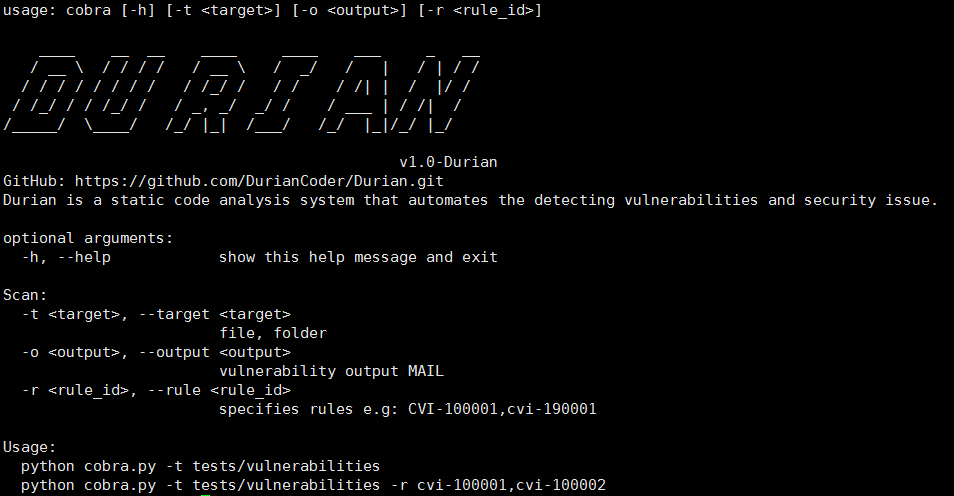 usage: cobra [-h] [-t <target>] [-o <output>] [-r <rule_id>]
DURIAN
v1.0-Durian
GitHub: https://github.com/DurianCoder/Durian.git
Durian is a static code analysis system that automates the detecting vulnerabilities and security issue.
optional arguments:
-h, --help show this help message and exit
Scan:
-t <target>, --target <target>
file, folder
-o <output>, --output <output>
vulnerability output MAIL
-r <rule_id>, --rule <rule_id>
specifies rules e.g: CVI-100001,cvi-190001
Usage:
python cobra.py -t tests/vulnerabilities
python cobra.py -t tests/vulnerabilities -r cvi-100001,cvi-100002